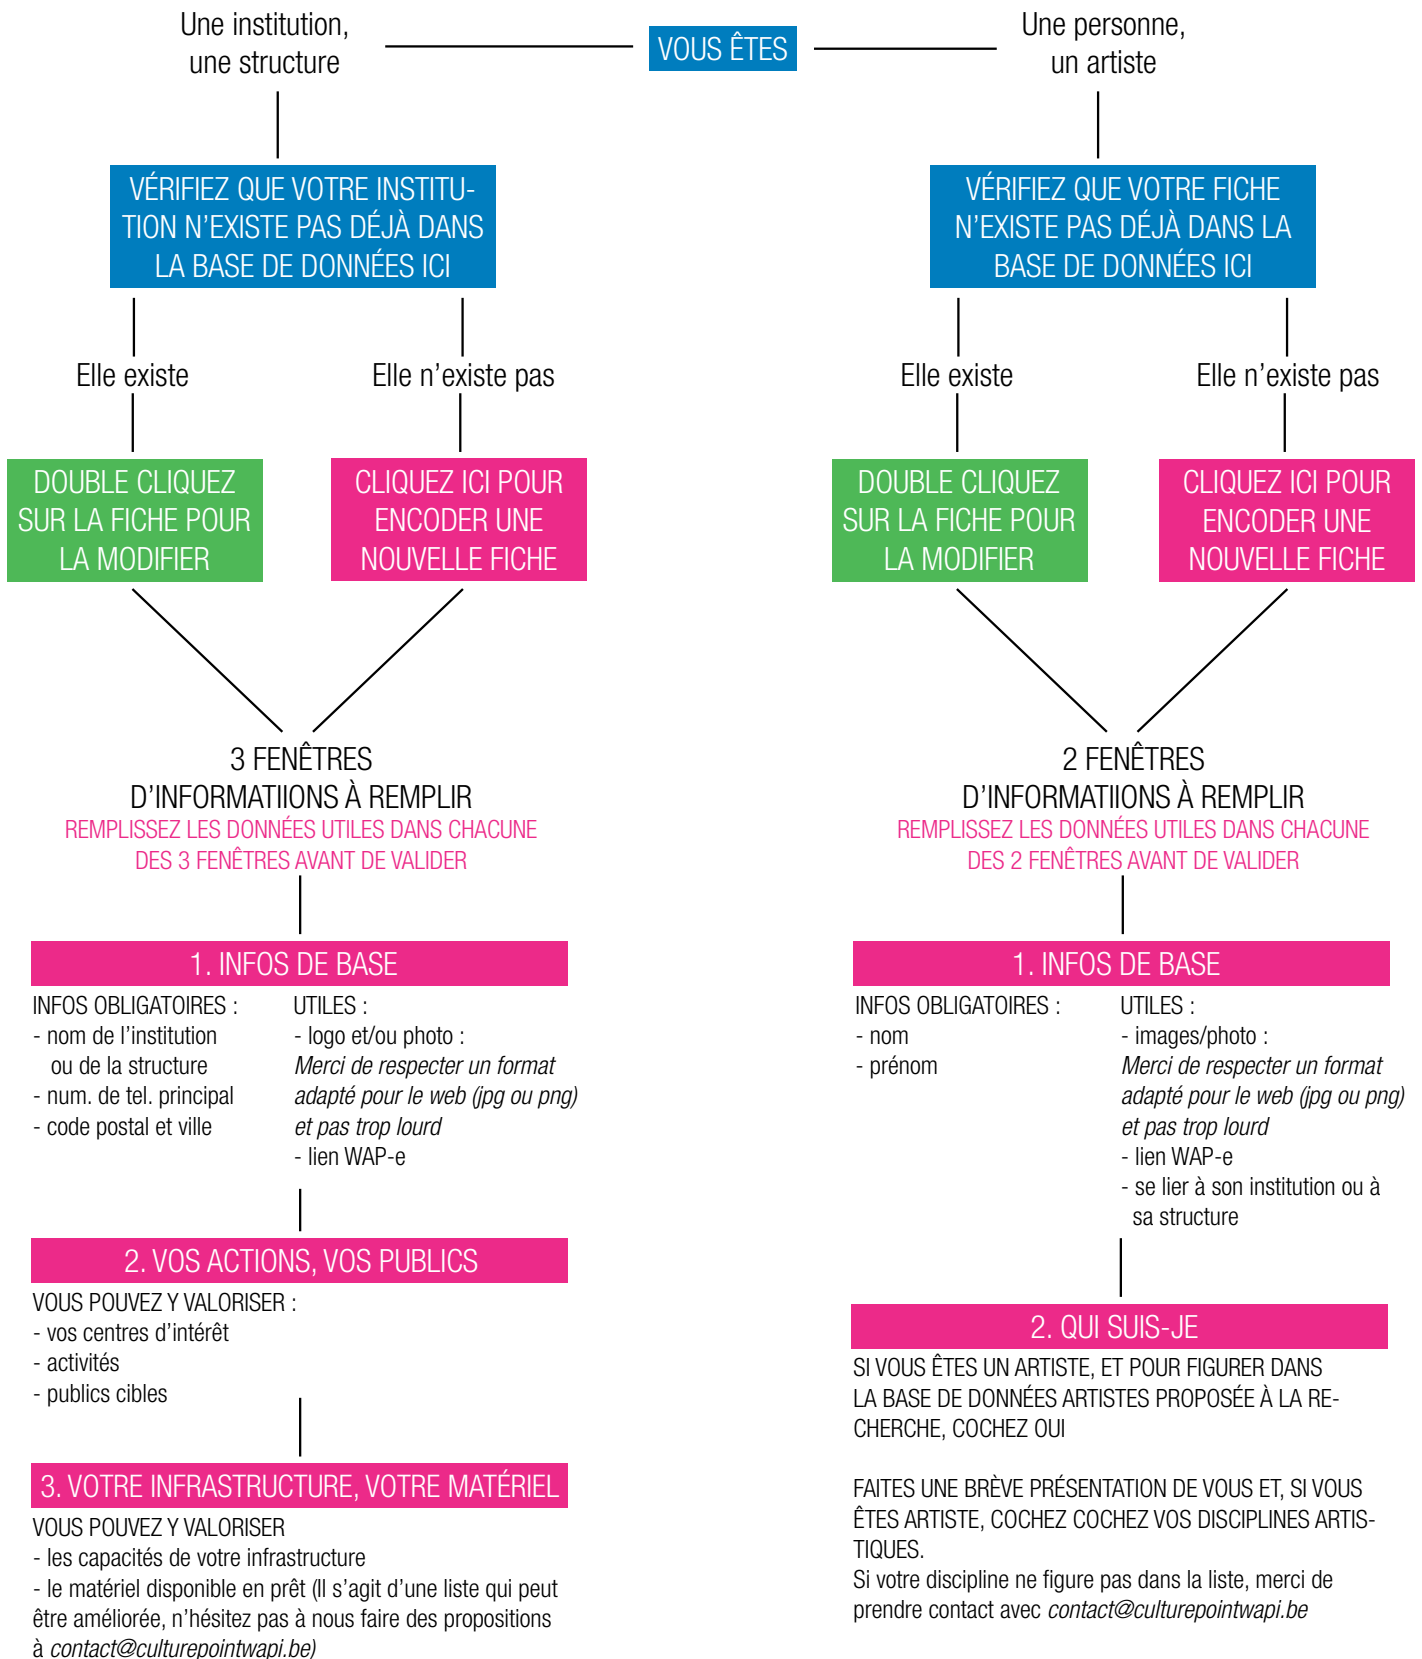 Une institution,
une structure
VOUS ÊTES
Une personne,
un artiste
VÉRIFIEZ QUE VOTRE INSTITU-
TION N'EXISTE PAS DÉJÀ DANS
LA BASE DE DONNÉES ICI
Elle existe
Elle n'existe pas
DOUBLE CLIQUEZ
SUR LA FICHE POUR
LA MODIFIER
CLIQUEZ ICI POUR
ENCODER UNE
NOUVELLE FICHE
3 FENÊTRES
D'INFORMATIIONS À REMPLIR
REMPLISSEZ LES DONNÉES UTILES DANS CHACUNE
DES 3 FENÊTRES AVANT DE VALIDER
1. INFOS DE BASE
INFOS OBLIGATOIRES :
- nom de l'institution
ou de la structure
- num. de tel. principal
- code postal et ville
UTILES :
- logo et/ou photo :
Merci de respecter un format
adapté pour le web (jpg ou png)
et pas trop lourd
- lien WAP-e
2. VOS ACTIONS, VOS PUBLICS
VOUS POUVEZ Y VALORISER :
- vos centres d'intérêt
- activités
- publics cibles
3. VOTRE INFRASTRUCTURE, VOTRE MATÉRIEL
VOUS POUVEZ Y VALORISER
- les capacités de votre infrastructure
- le matériel disponible en prêt (Il s'agit d'une liste qui peut
être améliorée, n'hésitez pas à nous faire des propositions
à contact@culturepointwapi.be)
VÉRIFIEZ QUE VOTRE FICHE
N'EXISTE PAS DÉJÀ DANS LA
BASE DE DONNÉES ICI
Elle existe
Elle n'existe pas
DOUBLE CLIQUEZ
SUR LA FICHE POUR
LA MODIFIER
CLIQUEZ ICI POUR
ENCODER UNE
NOUVELLE FICHE
2 FENÊTRES
D'INFORMATIIONS À REMPLIR
REMPLISSEZ LES DONNÉES UTILES DANS CHACUNE
DES 2 FENÊTRES AVANT DE VALIDER
1. INFOS DE BASE
INFOS OBLIGATOIRES :
- nom
- prénom
UTILES :
- images/photo :
Merci de respecter un format
adapté pour le web (jpg ou png)
et pas trop lourd
- lien WAP-e
- se lier à son institution ou à
sa structure
2. QUI SUIS-JE
SI VOUS ÊTES UN ARTISTE, ET POUR FIGURER DANS
LA BASE DE DONNÉES ARTISTES PROPOSÉE À LA RE-
CHERCHE, COCHEZ OUI
FAITES UNE BRÈVE PRÉSENTATION DE VOUS ET, SI VOUS
ÊTES ARTISTE, COCHEZ COCHEZ VOS DISCIPLINES ARTIS-
TIQUES.
Si votre discipline ne figure pas dans la liste, merci de
prendre contact avec contact@culturepointwapi.be